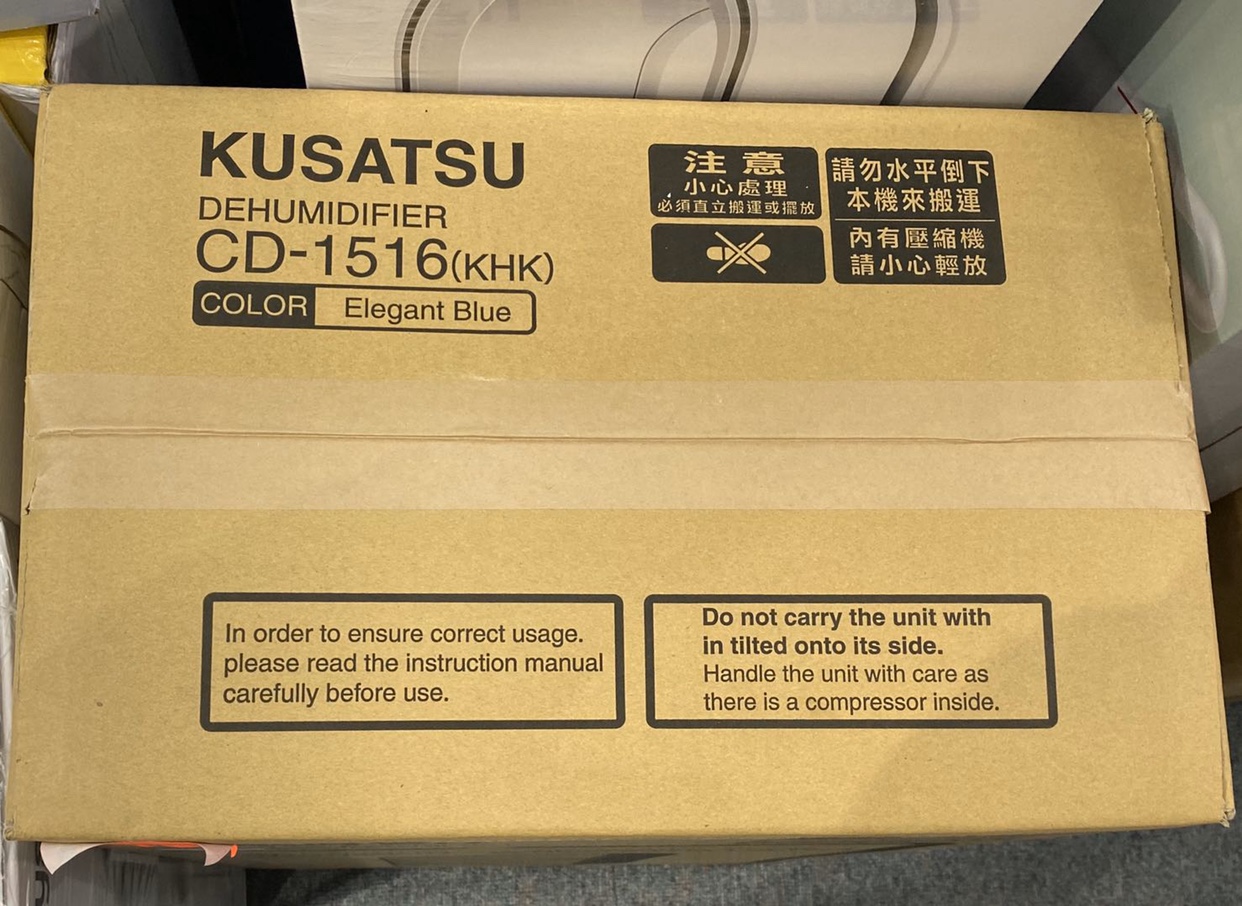 KUSATSU
DEHUMIDIFIER
CD-1516(KHK)
COLOR Elegant Blue
注意
小心處理
必須直立搬運或擺放
請勿水平倒下
本機來搬運
內有壓縮機
請小心輕放
In order to ensure correct usage.
please read the instruction manual
carefully before use.
Do not carry the unit with
in tilted onto its side.
Handle the unit with care as
there is a compressor inside.